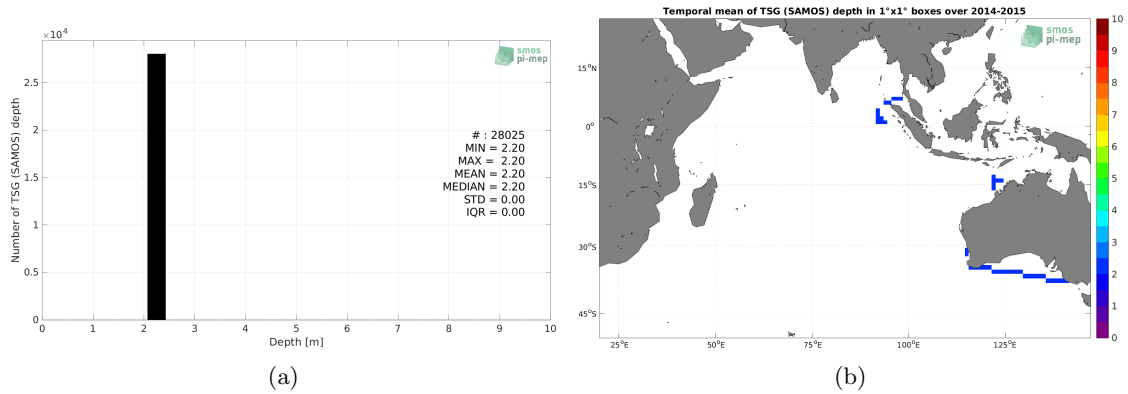 ×10⁴
smos
pi-mep
2.5
2
1.5
1
0.5
0
Number of TSG (SAMOS) depth
# : 28025
MIN = 2.20
MAX = 2.20
MEAN = 2.20
MEDIAN = 2.20
STD = 0.00
IQR = 0.00
0 1 2 3 4 5 6 7 8 9 10
Depth [m]
(a)
Temporal mean of TSG (SAMOS) depth in 1°x1° boxes over 2014-2015
smos
pi-mep
15°N
0°
15°S
30°S
45°S
25°E 50°E 75°E 100°E 125°E
10
9
8
7
6
5
4
3
2
1
0
(b)